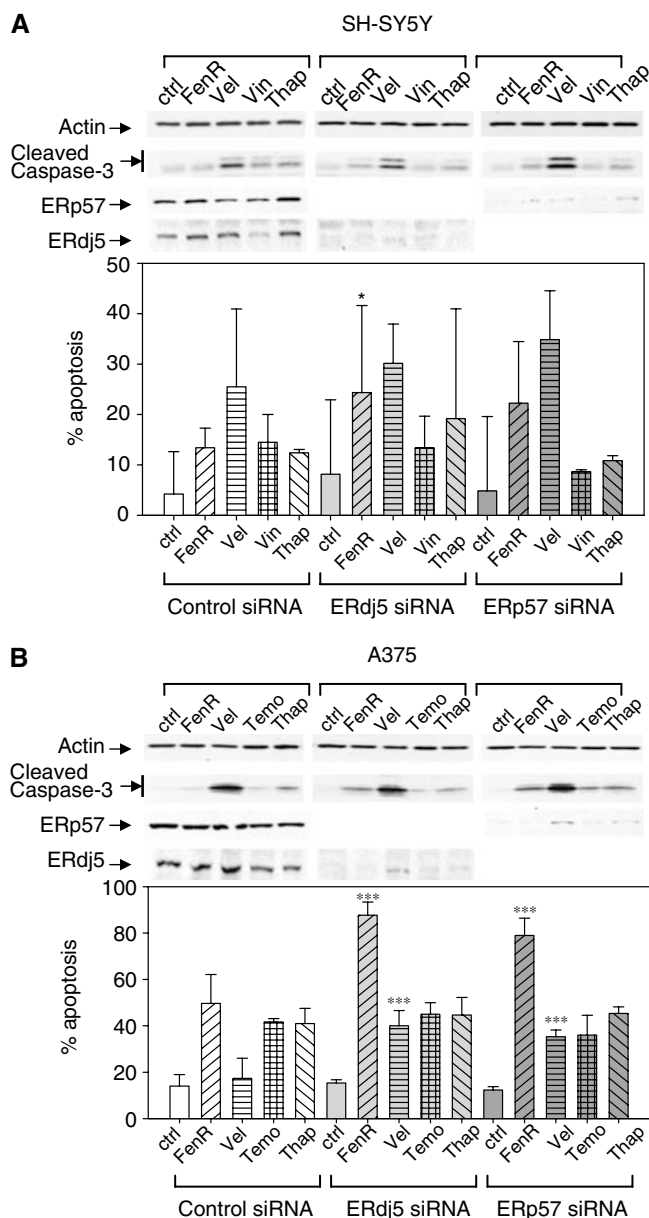 A
SH-SY5Y
ctrl FenR Vel Vin Thap ctrl FenR Vel Vin Thap ctrl FenR Vel Vin Thap
Actin
Cleaved
Caspase-3
ERp57
ERdj5
50
40
30
20
10
0
% apoptosis
*
ctrl FenR Vel Vin Thap ctrl FenR Vel Vin Thap ctrl FenR Vel Vin Thap
Control siRNA ERdj5 siRNA ERp57 siRNA
B
A375
ctrl FenR Vel Temo Thap ctrl FenR Vel Temo Thap ctrl FenR Vel Temo Thap
Actin
Cleaved
Caspase-3
ERp57
ERdj5
100
80
60
40
20
0
% apoptosis
*** *** *** ***
ctrl FenR Vel Temo Thap ctrl FenR Vel Temo Thap ctrl FenR Vel Temo Thap
Control siRNA ERdj5 siRNA ERp57 siRNA